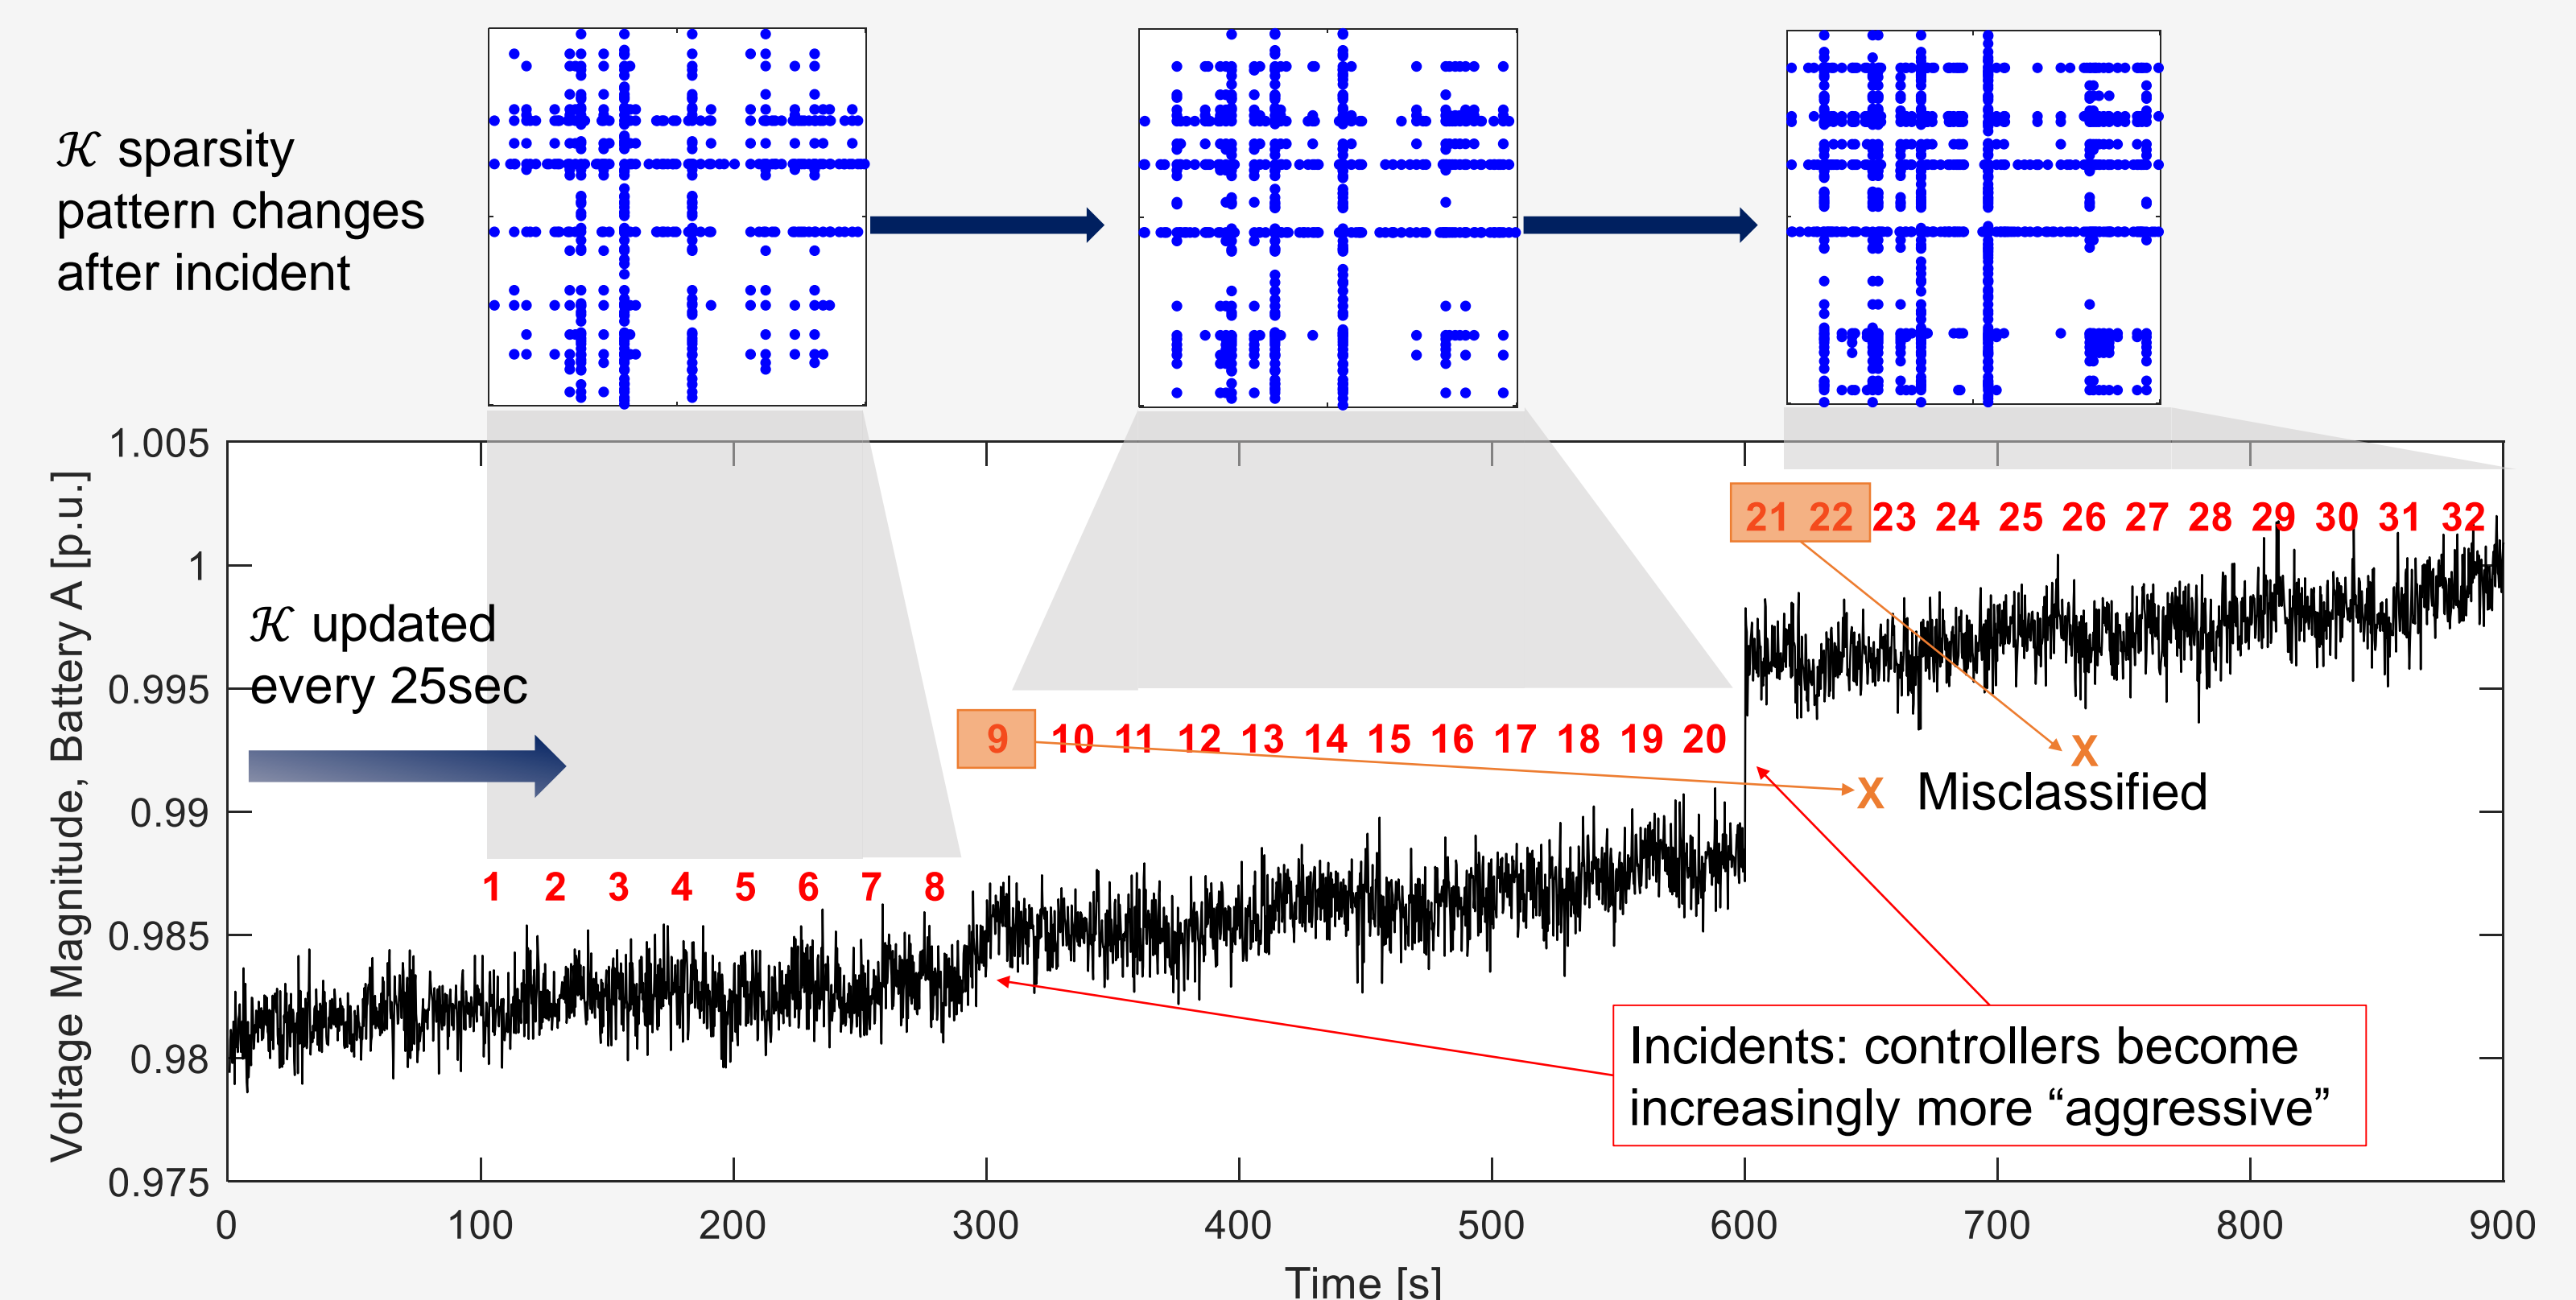 𝒦 sparsity
pattern changes
after incident
1.005
1
0.995
0.99
0.985
0.98
0.975
Voltage Magnitude, Battery A [p.u.]
21 22 23 24 25 26 27 28 29 30 31 32
𝒦 updated
every 25sec
9 10 11 12 13 14 15 16 17 18 19 20
X
X Misclassified
1 2 3 4 5 6 7 8
Incidents: controllers become
increasingly more “aggressive”
0 100 200 300 400 500 600 700 800 900
Time [s]